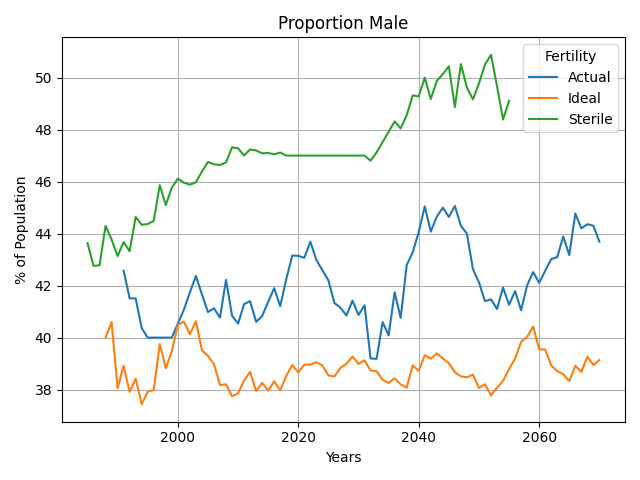 Proportion Male
Fertility
Actual
Ideal
Sterile
% of Population
50
48
46
44
42
40
38
2000
2020
2040
2060
Years